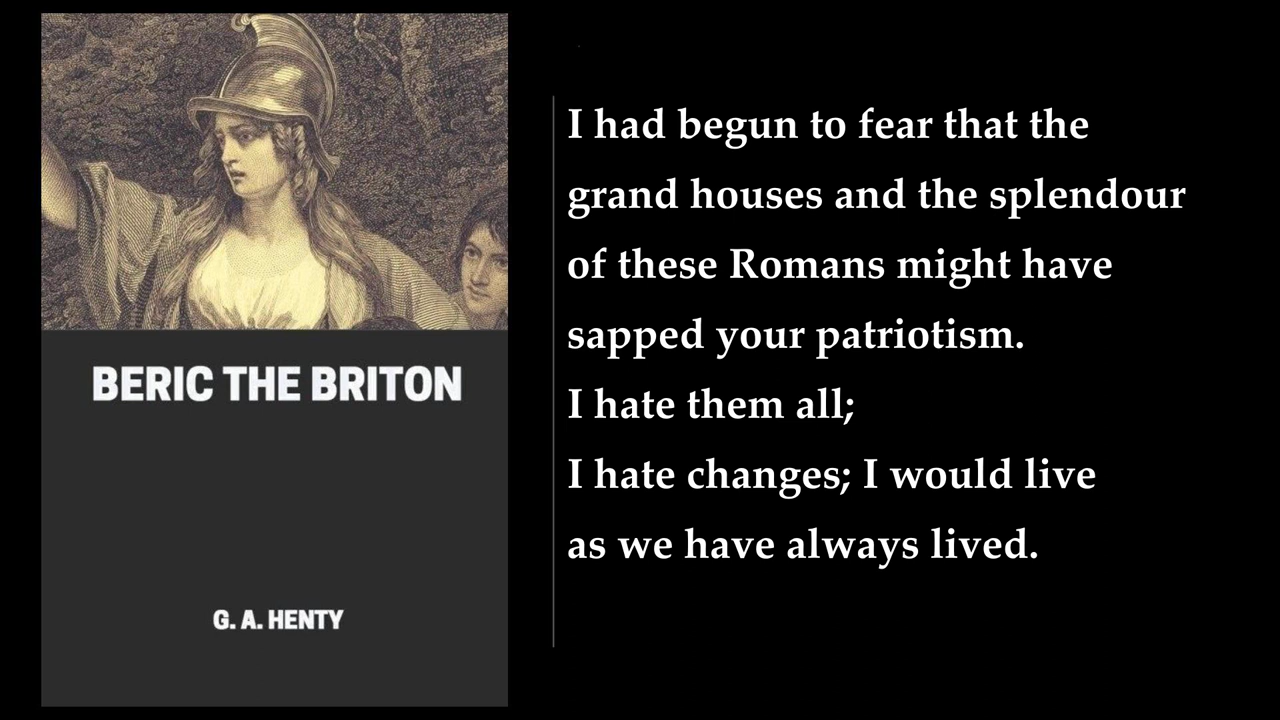 BERIC THE BRITON
G. A. HENTY
I had begun to fear that the
grand houses and the splendour
of these Romans might have
sapped your patriotism.
I hate them all;
I hate changes; I would live
as we have always lived.